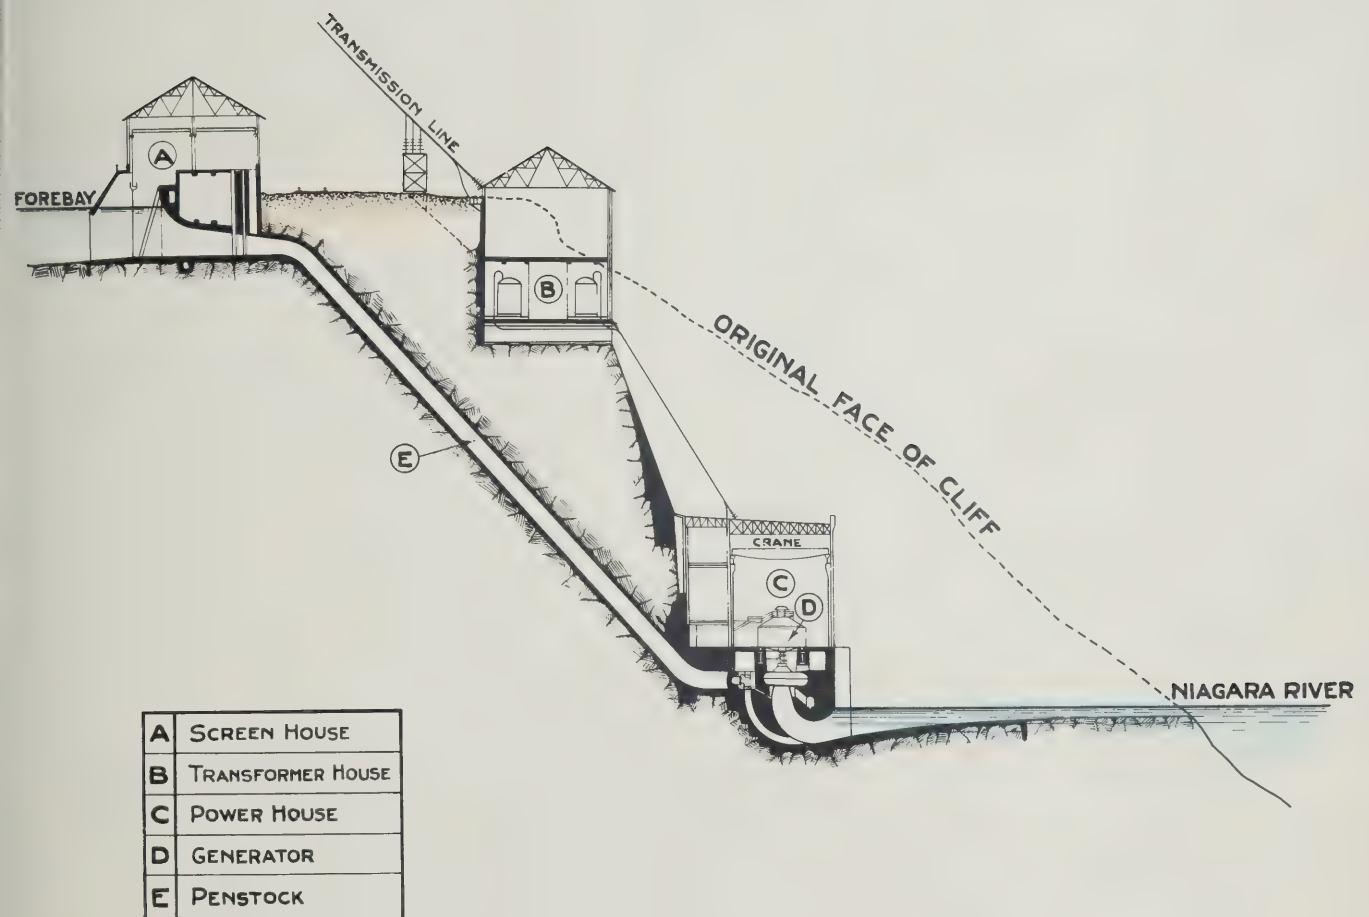 TRANSMISSION LINE
A
FOREBAY
B
ORIGINAL FACE OF CLIFF
E
CRANE
C
D
NIAGARA RIVER
A SCREEN HOUSE
B TRANSFORMER HOUSE
C POWER HOUSE
D GENERATOR
E PENSTOCK